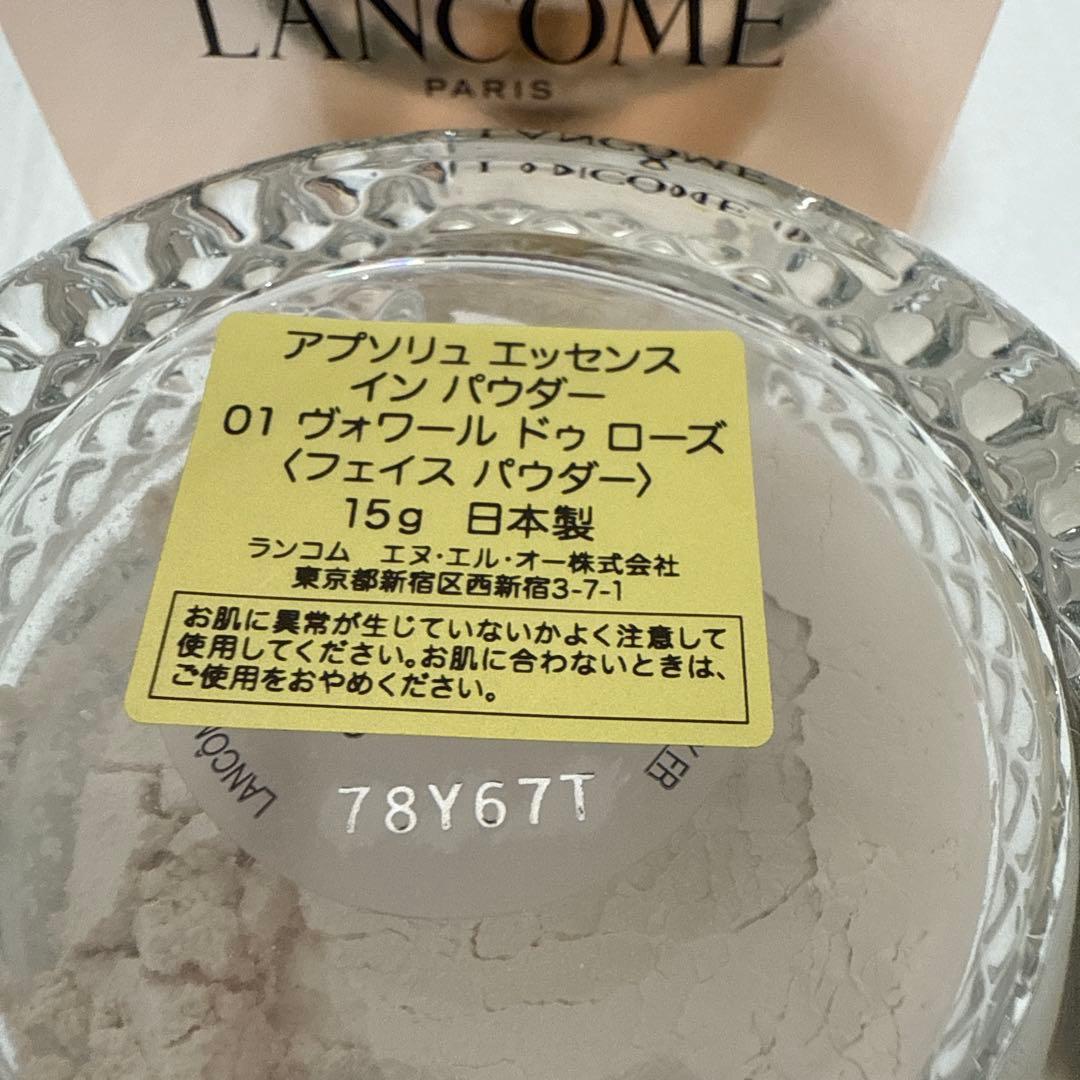 LANCOME
PARIS
アプソリュ エッセンス
イン パウダー
01 ヴォワール ドゥ ローズ
〈フェイス パウダー〉
15g 日本製
ランコム エヌ・エル・オー株式会社
東京都新宿区西新宿3-7-1
お肌に異常が生じていないかよく注意して
使用してください。お肌に合わないときは、
ご使用をおやめください。
LANCÔM
78Y67T